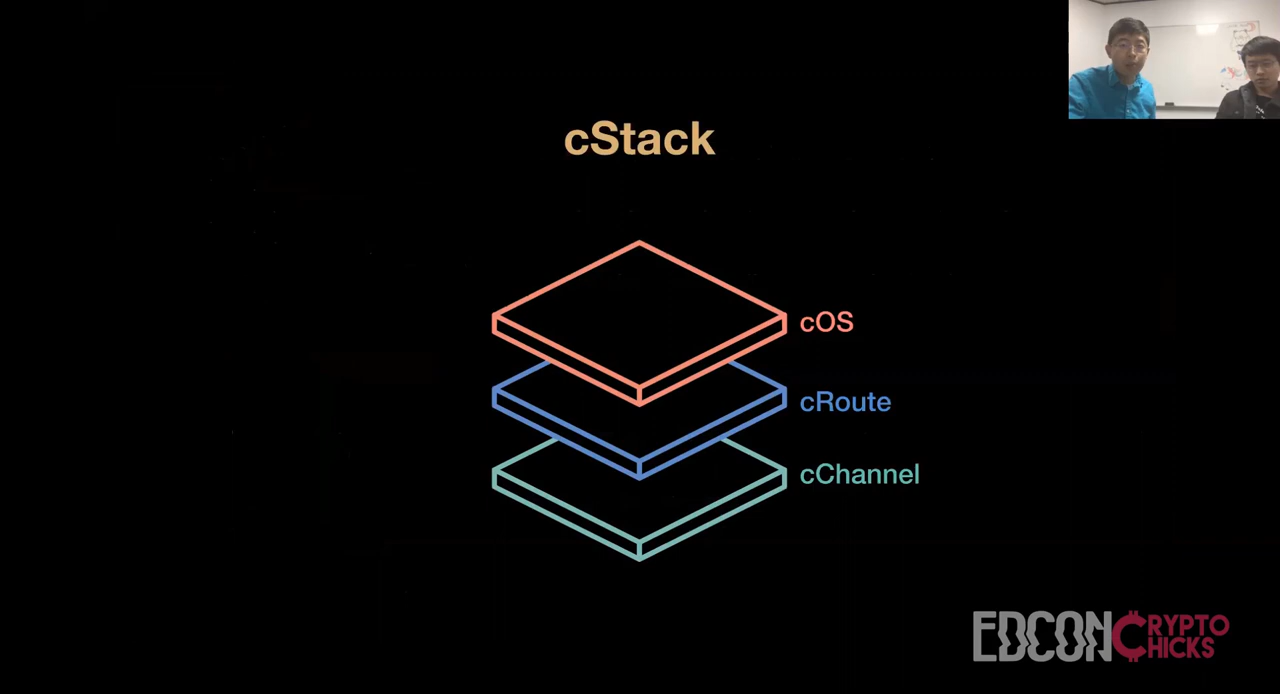 cStack
cOS
cRoute
cChannel
EDCON CRYPTO
CHICKS